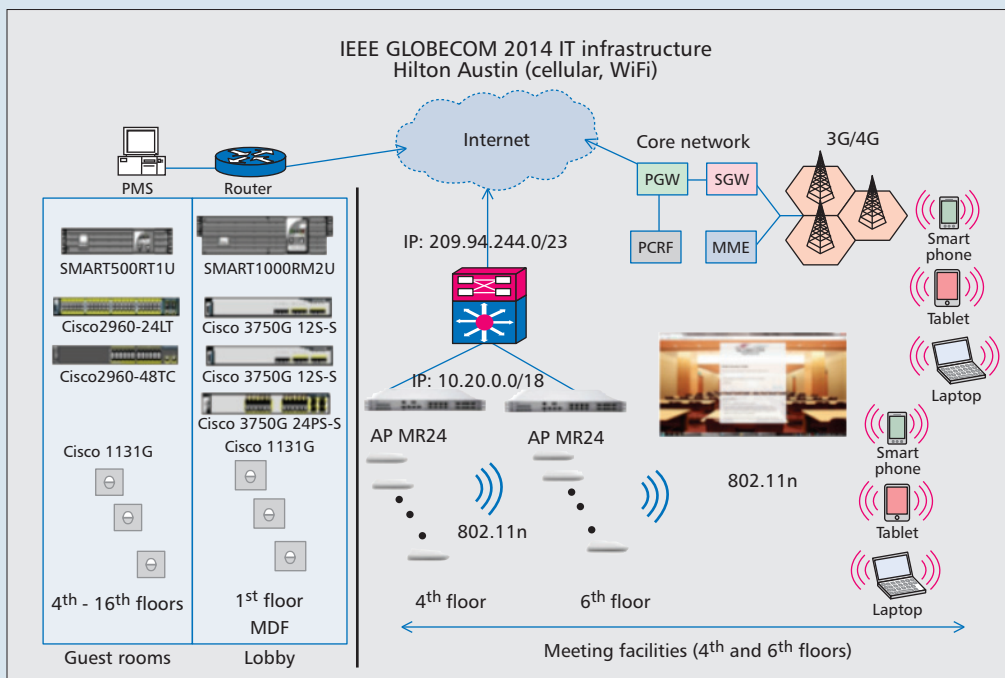 IEEE GLOBECOM 2014 IT infrastructure
Hilton Austin (cellular, WiFi)
Internet
Core network
3G/4G
PMS
Router
PGW
SGW
PCRF
MME
Smart
phone
Tablet
Laptop
IP: 209.94.244.0/23
SMART500RT1U
SMART1000RM2U
Cisco2960-24LT
Cisco 3750G 12S-S
Cisco2960-48TC
Cisco 3750G 12S-S
Cisco 3750G 24PS-S
Cisco 1131G
Cisco 1131G
4th - 16th floors
1st floor
MDF
Guest rooms
Lobby
IP: 10.20.0.0/18
AP MR24
AP MR24
802.11n
802.11n
4th floor
6th floor
Smart
phone
Tablet
Laptop
Meeting facilities (4th and 6th floors)